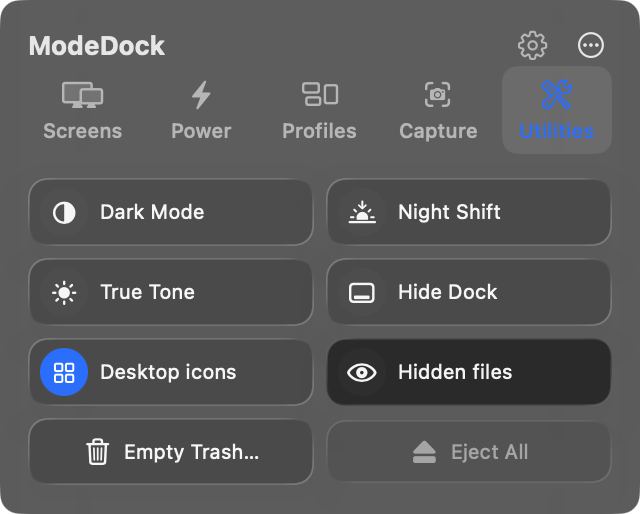 ModeDock
Screens
Power
Profiles
Capture
Utilities
Dark Mode
Night Shift
True Tone
Hide Dock
Desktop icons
Hidden files
Empty Trash...
Eject All